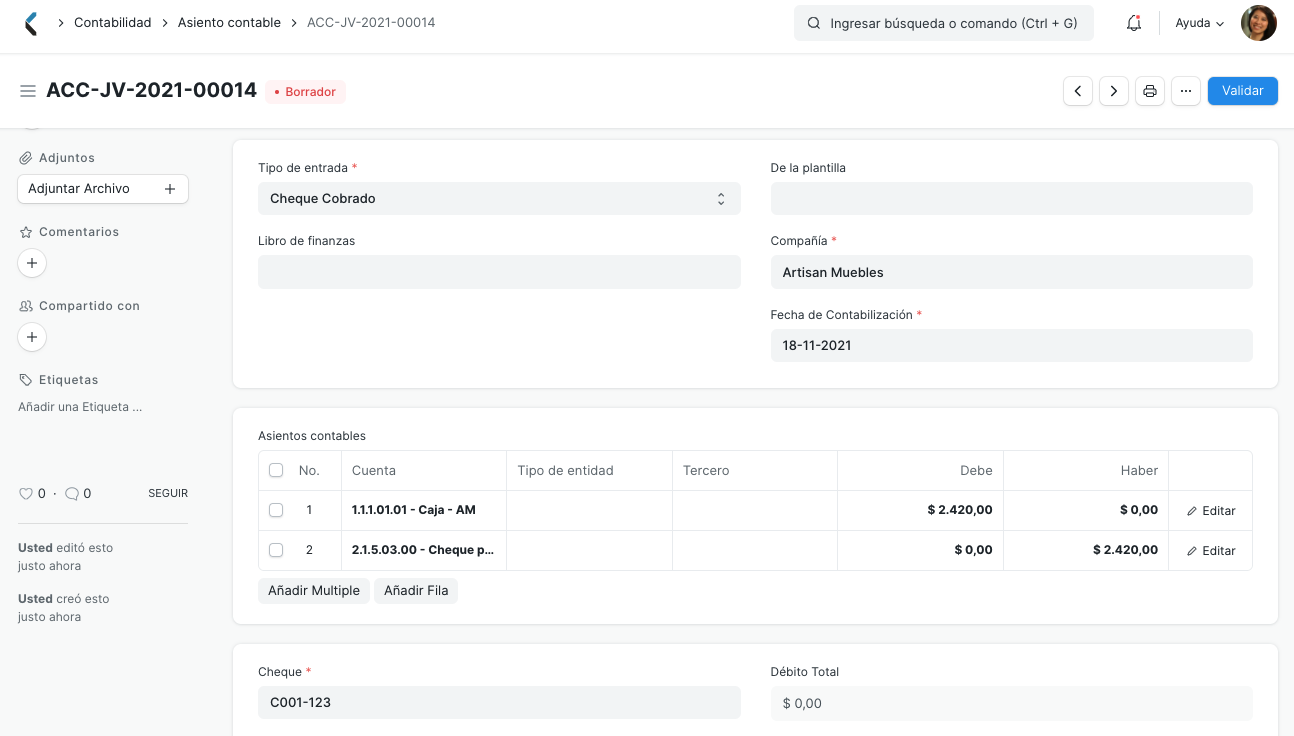 Contabilidad Asiento contable ACC-JV-2021-00014
Ingresar búsqueda o comando (Ctrl + G)
Ayuda
ACC-JV-2021-00014
Borrador
Validar
Adjuntos
Adjuntar Archivo
Comentarios
Compartido con
Etiquetas
Añadir una Etiqueta ...
0 · 0 SEGUIR
Usted editó esto
justo ahora
Usted creó esto
justo ahora
Tipo de entrada *
Cheque Cobrado
De la plantilla
Libro de finanzas
Compañía *
Artisan Muebles
Fecha de Contabilización *
18-11-2021
Asientos contables
No. Cuenta Tipo de entidad Tercero Debe Haber
1 1.1.1.01.01 - Caja - AM $ 2.420,00 $ 0,00 Editar
2 2.1.5.03.00 - Cheque p... $ 0,00 $ 2.420,00 Editar
Añadir Multiple Añadir Fila
Cheque *
C001-123
Débito Total
$ 0,00